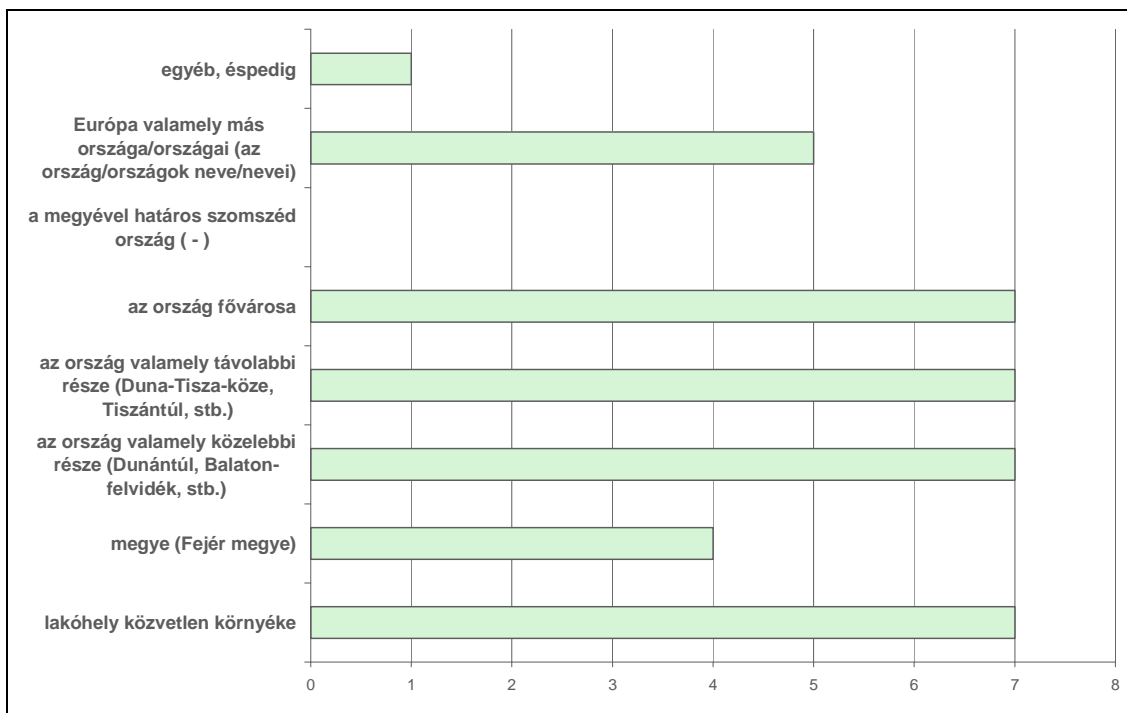 egyéb, éspedig
Európa valamely más
országa/országai (az
ország/országok neve/nevei)
a megyével határos szomszéd
ország ( - )
az ország fővárosa
az ország valamely távolabbi
része (Duna-Tisza-köze,
Tiszántúl, stb.)
az ország valamely közelebbi
része (Dunántúl, Balaton-
felvidék, stb.)
megye (Fejér megye)
lakóhely közvetlen környéke
0 1 2 3 4 5 6 7 8